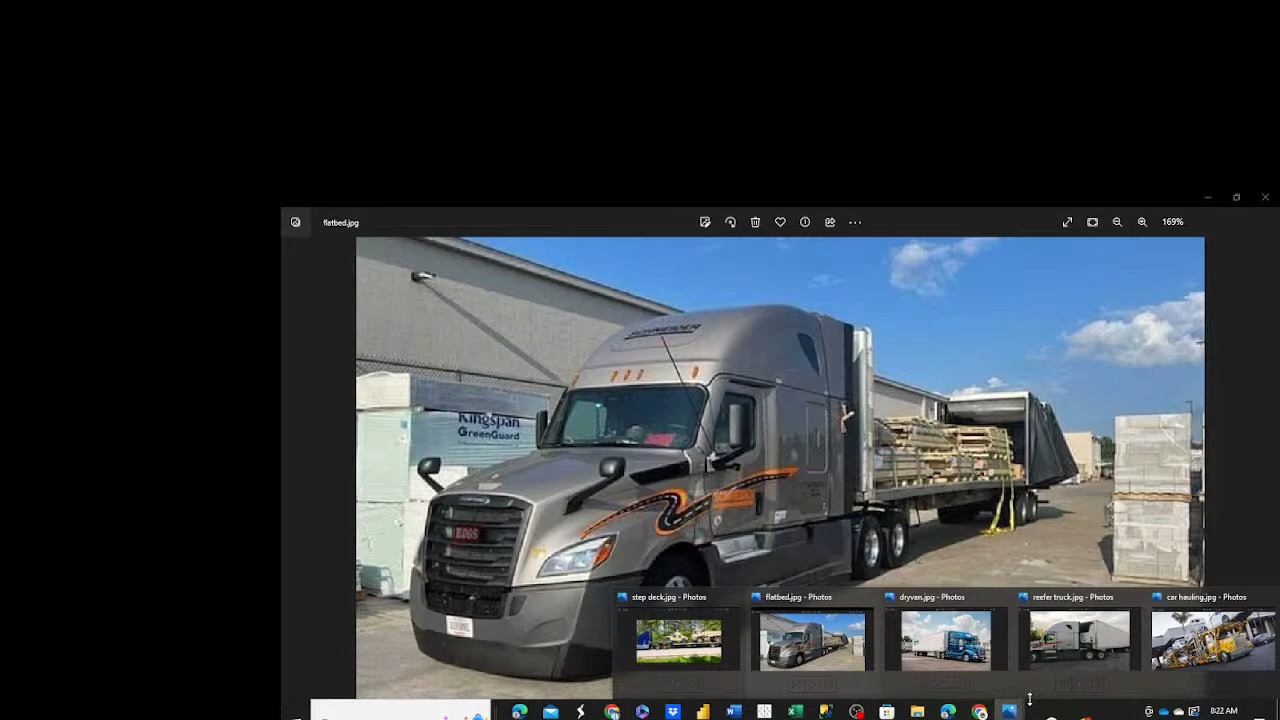 flatbed.jpg
169%
SCHNEIDER
Kingspan
GreenGuard
step deck.jpg - Photos
flatbed.jpg - Photos
dryvan.jpg - Photos
reefer truck.jpg - Photos
car hauling.jpg - Photos
8:22 AM